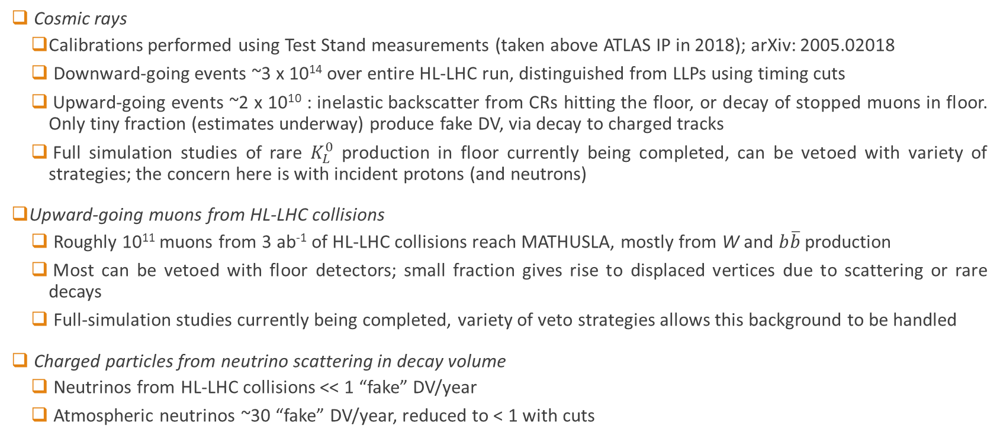 ❑ Cosmic rays
❑Calibrations performed using Test Stand measurements (taken above ATLAS IP in 2018); arXiv: 2005.02018
❑ Downward-going events ~3 x 10¹⁴ over entire HL-LHC run, distinguished from LLPs using timing cuts
❑ Upward-going events ~2 x 10¹⁰ : inelastic backscatter from CRs hitting the floor, or decay of stopped muons in floor.
Only tiny fraction (estimates underway) produce fake DV, via decay to charged tracks
❑ Full simulation studies of rare $K_L^0$ production in floor currently being completed, can be vetoed with variety of
strategies; the concern here is with incident protons (and neutrons)
❑Upward-going muons from HL-LHC collisions
❑ Roughly 10¹¹ muons from 3 ab⁻¹ of HL-LHC collisions reach MATHUSLA, mostly from W and $b\bar{b}$ production
❑ Most can be vetoed with floor detectors; small fraction gives rise to displaced vertices due to scattering or rare
decays
❑ Full-simulation studies currently being completed, variety of veto strategies allows this background to be handled
❑ Charged particles from neutrino scattering in decay volume
❑ Neutrinos from HL-LHC collisions << 1 “fake” DV/year
❑ Atmospheric neutrinos ~30 “fake” DV/year, reduced to < 1 with cuts